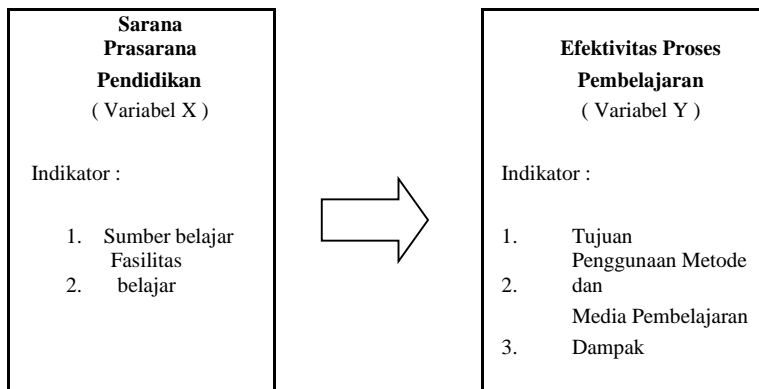 Sarana
Prasarana
Pendidikan
( Variabel X )
Indikator :
1. Sumber belajar
Fasilitas
2. belajar
Efektivitas Proses
Pembelajaran
( Variabel Y )
Indikator :
1. Tujuan
Penggunaan Metode
2. dan
Media Pembelajaran
3. Dampak